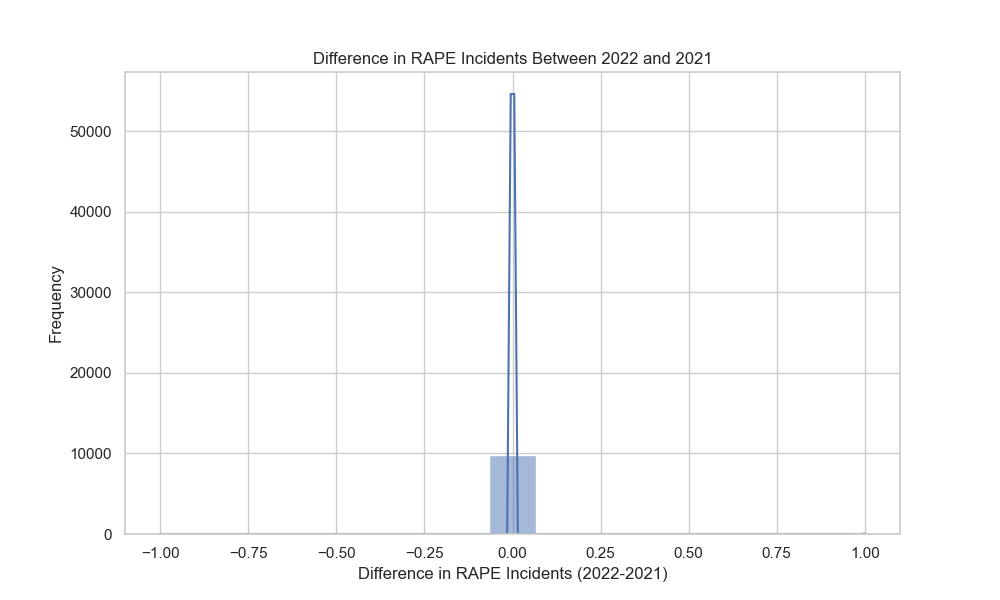 Difference in RAPE Incidents Between 2022 and 2021
50000
40000
30000
20000
10000
0
Frequency
−1.00 −0.75 −0.50 −0.25 0.00 0.25 0.50 0.75 1.00
Difference in RAPE Incidents (2022-2021)